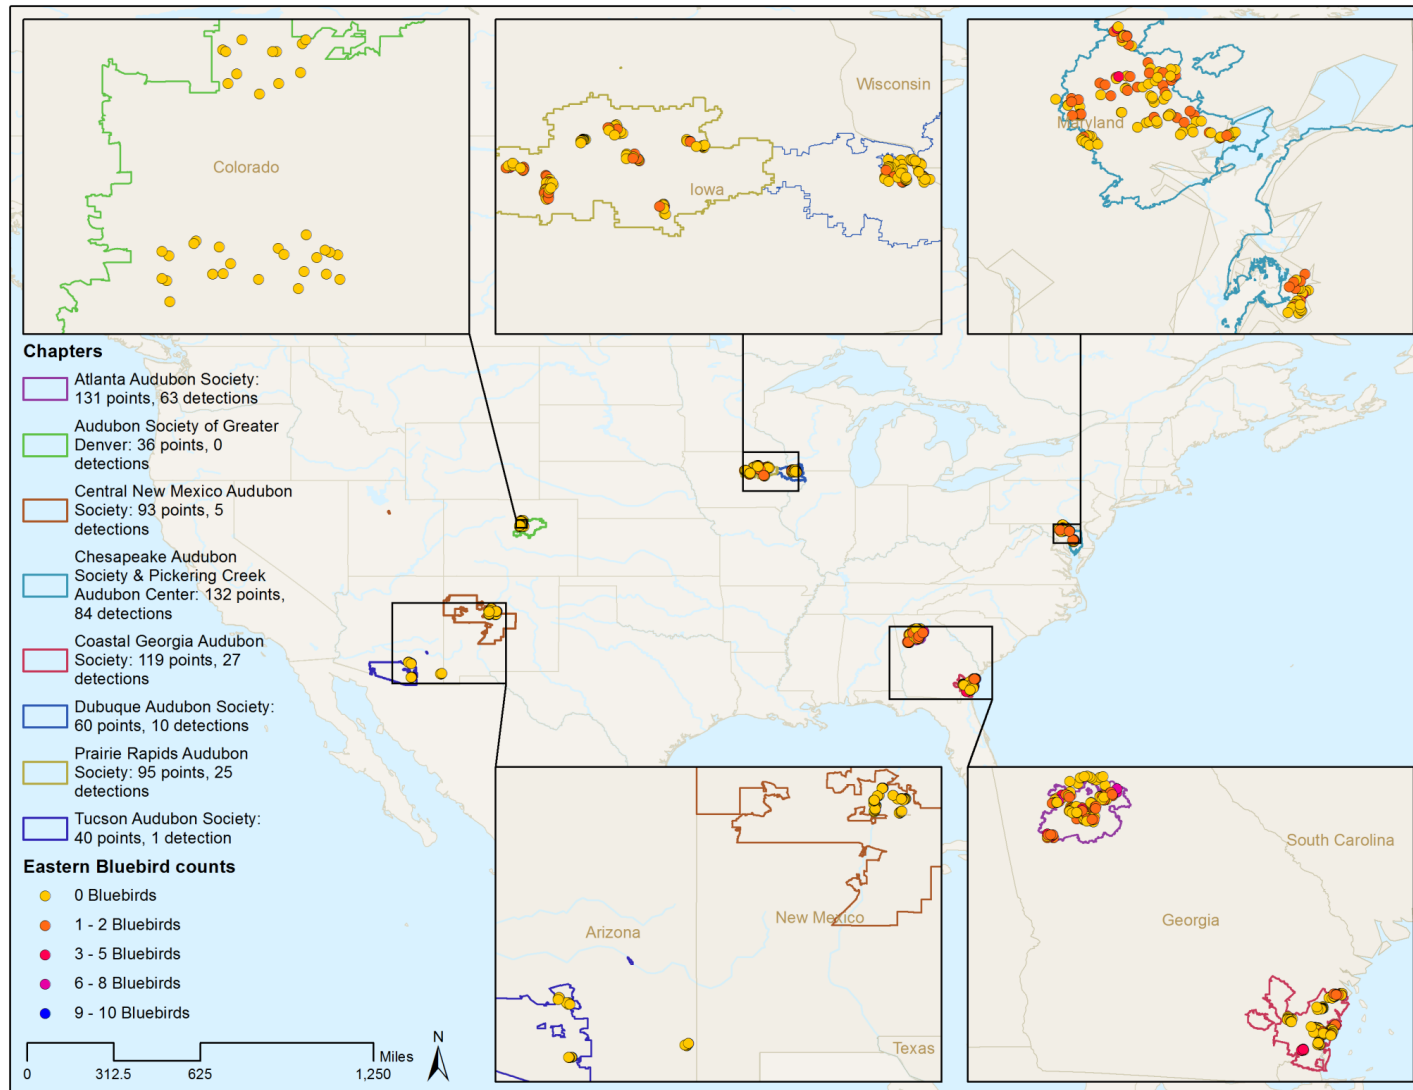 Colorado
Wisconsin
Iowa
Maryland
Chapters
Atlanta Audubon Society:
131 points, 63 detections
Audubon Society of Greater
Denver: 36 points, 0
detections
Central New Mexico Audubon
Society: 93 points, 5
detections
Chesapeake Audubon
Society & Pickering Creek
Audubon Center: 132 points,
84 detections
Coastal Georgia Audubon
Society: 119 points, 27
detections
Dubuque Audubon Society:
60 points, 10 detections
Prairie Rapids Audubon
Society: 95 points, 25
detections
Tucson Audubon Society:
40 points, 1 detection
Eastern Bluebird counts
0 Bluebirds
1 - 2 Bluebirds
3 - 5 Bluebirds
6 - 8 Bluebirds
9 - 10 Bluebirds
0 312.5 625 1,250
Miles
N
Arizona
New Mexico
Texas
South Carolina
Georgia